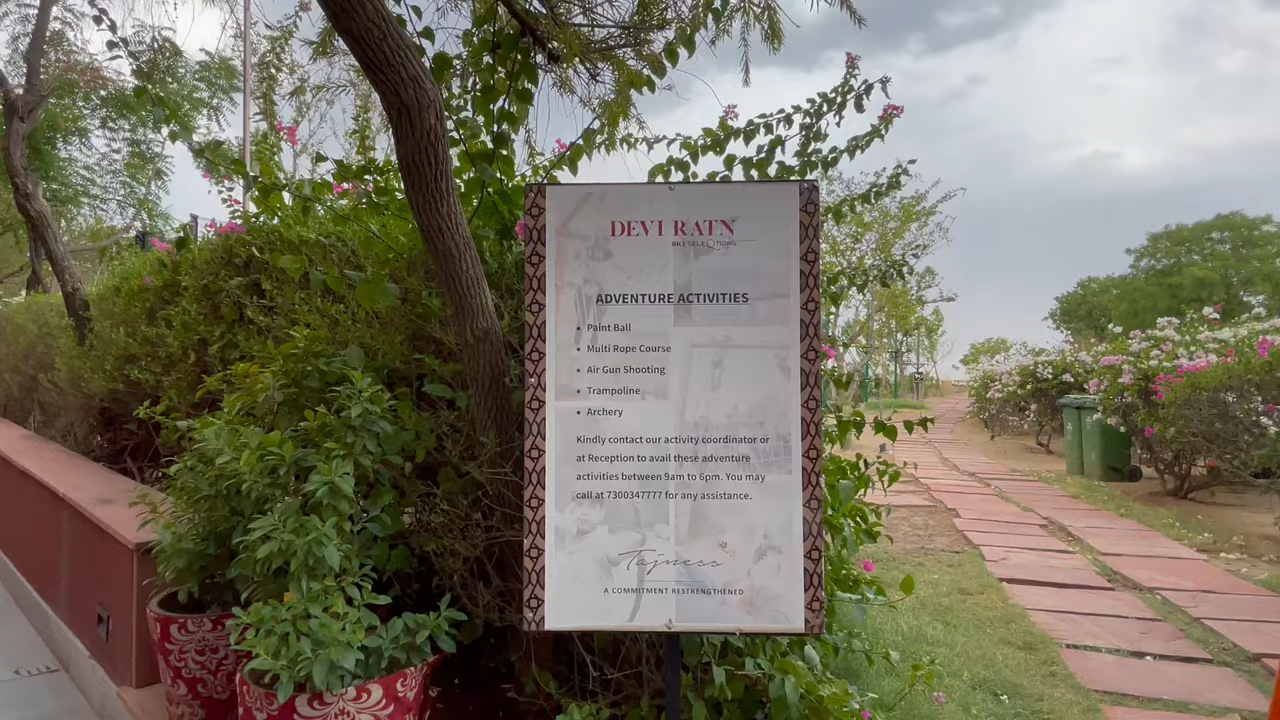 DEVI RATN
IHCL SELEQTIONS
ADVENTURE ACTIVITIES
• Paint Ball
• Multi Rope Course
• Air Gun Shooting
• Trampoline
• Archery
Kindly contact our activity coordinator or
at Reception to avail these adventure
activities between 9am to 6pm. You may
call at 7300347777 for any assistance.
Tajness
A COMMITMENT RESTRENGTHENED